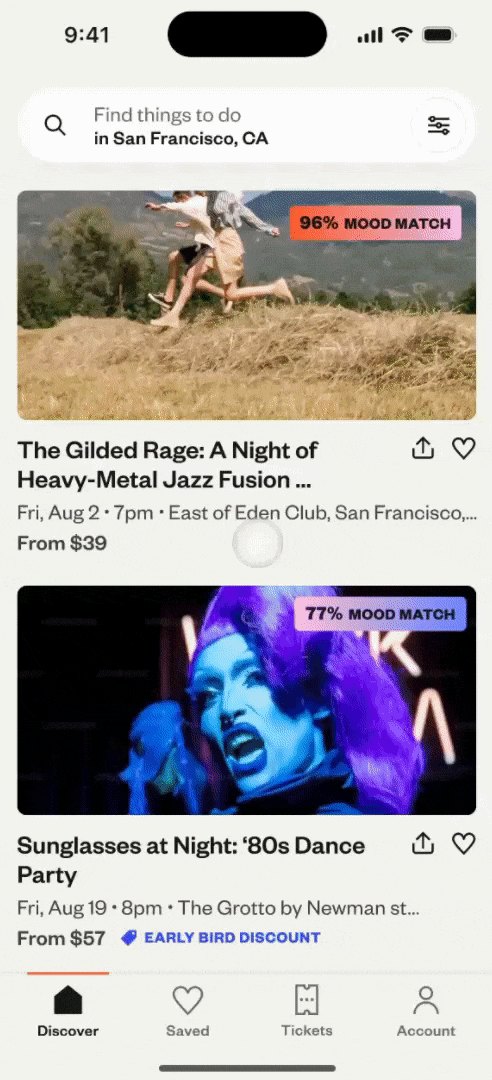 9:41
Find things to do
in San Francisco, CA
96% MOOD MATCH
The Gilded Rage: A Night of
Heavy-Metal Jazz Fusion ...
Fri, Aug 2 • 7pm • East of Eden Club, San Francisco,...
From $39
77% MOOD MATCH
Sunglasses at Night: ‘80s Dance
Party
Fri, Aug 19 • 8pm • The Grotto by Newman st...
From $57 EARLY BIRD DISCOUNT
Discover
Saved
Tickets
Account